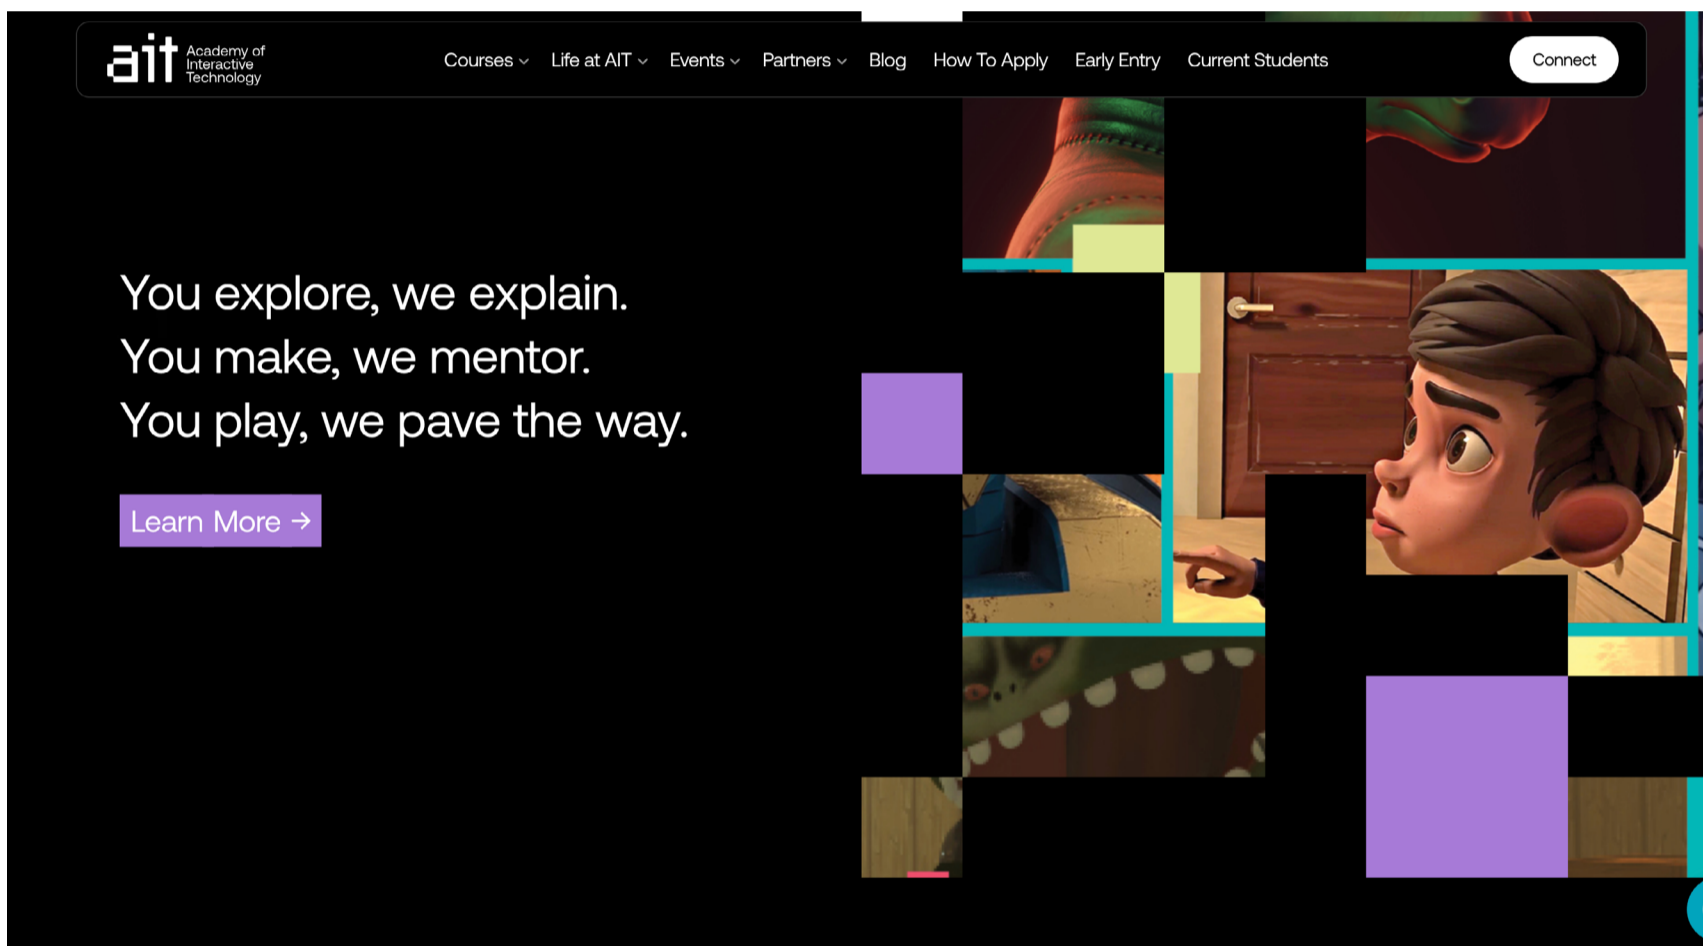 ait Academy of
Interactive
Technology
Courses Life at AIT Events Partners Blog How To Apply Early Entry Current Students
Connect
You explore, we explain.
You make, we mentor.
You play, we pave the way.
Learn More →